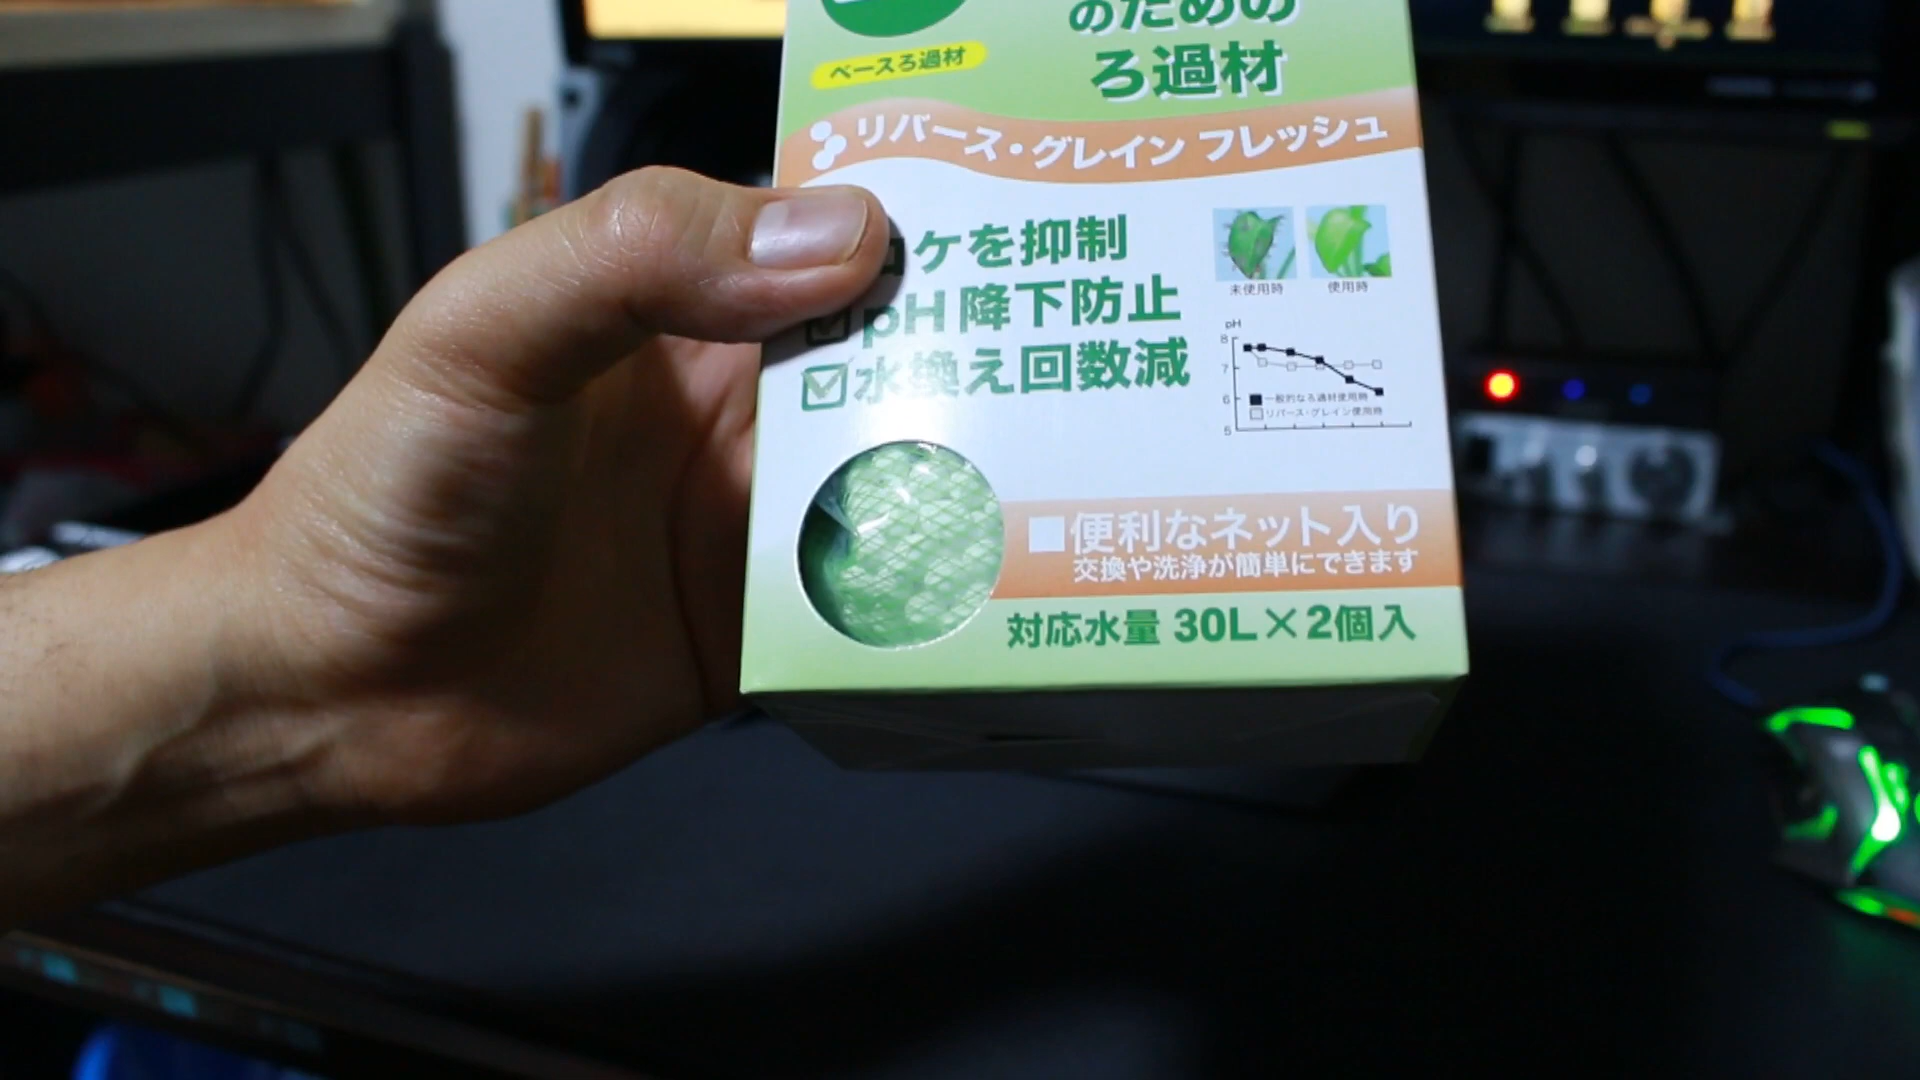 のための
ろ過材
ベースろ過材
リバース・グレイン フレッシュ
ケを抑制
pH降下防止
水換え回数減
未使用時
使用時
pH
8
7
6
5
一般的なろ過材使用時
リバース・グレイン使用時
■便利なネット入り
交換や洗浄が簡単にできます
対応水量 30L×2個入